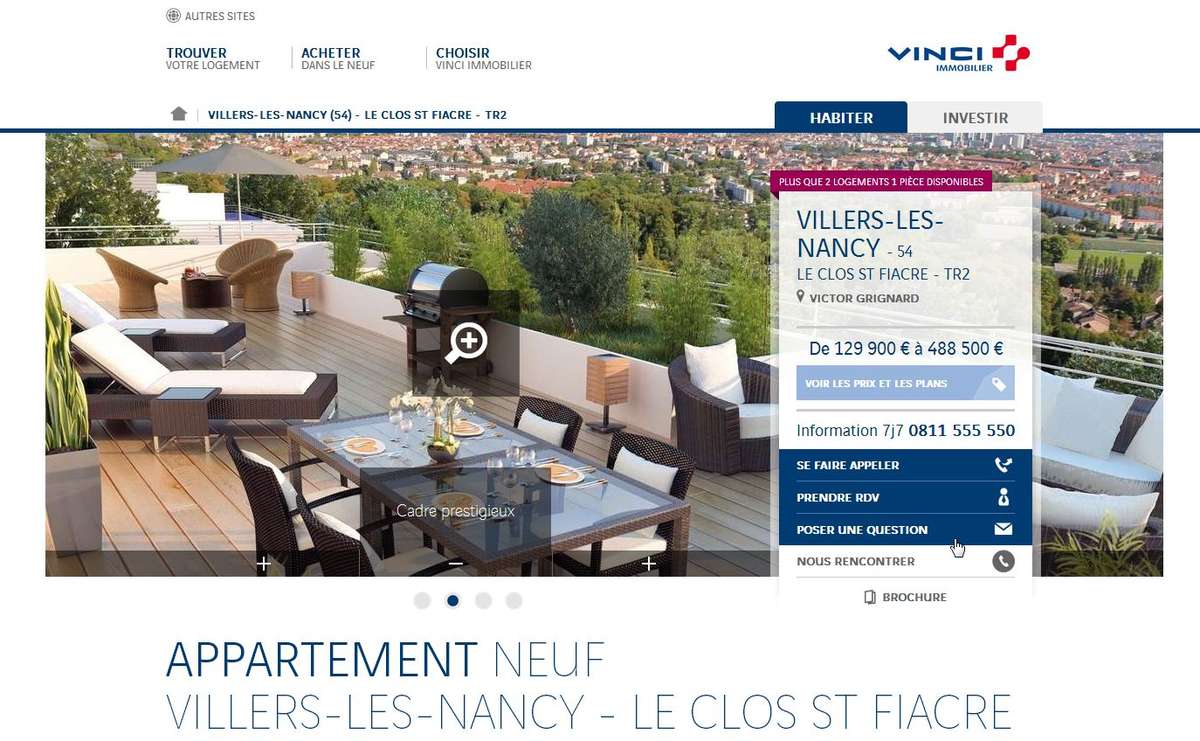 AUTRES SITES
TROUVER
VOTRE LOGEMENT
ACHETER
DANS LE NEUF
CHOISIR
VINCI IMMOBILIER
VINCI
IMMOBILIER
VILLERS-LES-NANCY (54) - LE CLOS ST FIACRE - TR2
HABITER
INVESTIR
PLUS QUE 2 LOGEMENTS 1 PIÈCE DISPONIBLES
VILLERS-LES-
NANCY - 54
LE CLOS ST FIACRE - TR2
VICTOR GRIGNARD
De 129 900 € à 488 500 €
VOIR LES PRIX ET LES PLANS
Information 7j7 0811 555 550
SE FAIRE APPELER
PRENDRE RDV
POSER UNE QUESTION
NOUS RENCONTRER
BROCHURE
Cadre prestigieux
APPARTEMENT NEUF
VILLERS-LES-NANCY - LE CLOS ST FIACRE